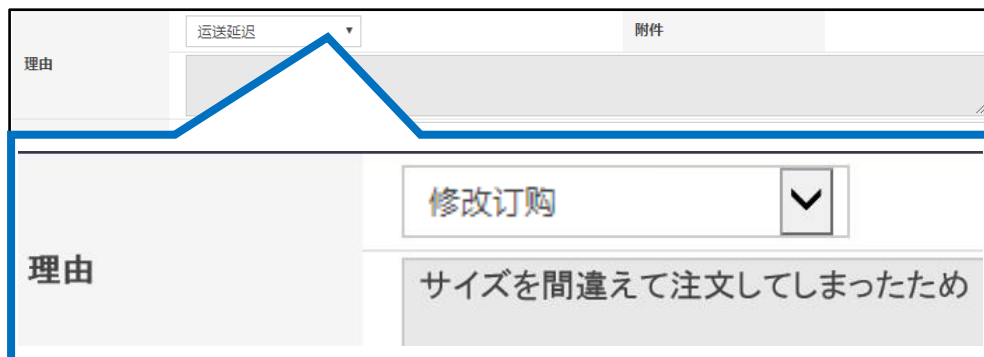 运送延迟
附件
理由
修改订购
理由
サイズを間違えて注文してしまったため